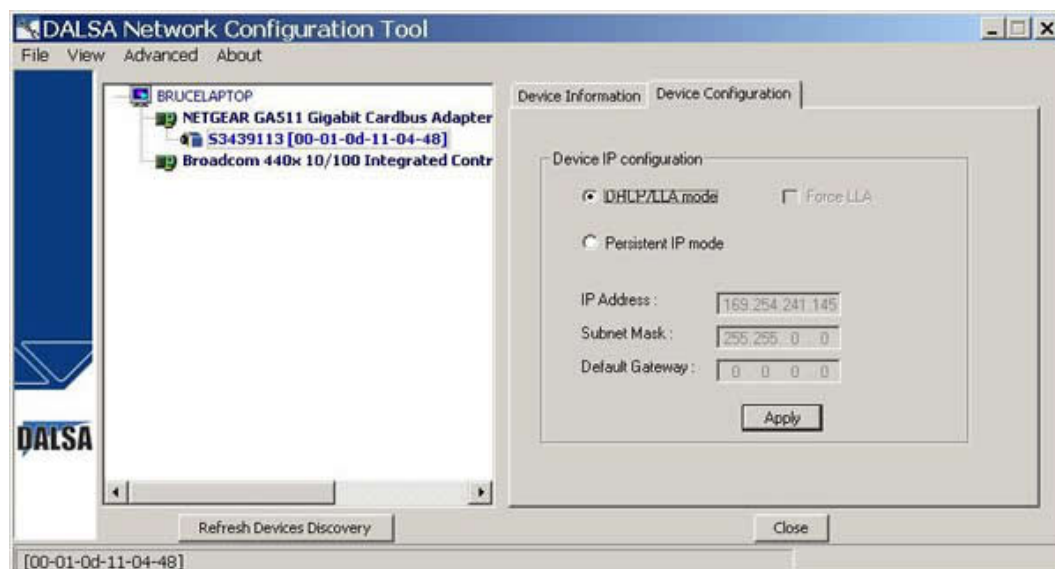 DALSA Network Configuration Tool
File View Advanced About
BRUCELAPTOP
NETGEAR GA511 Gigabit Cardbus Adapter
S3439113 [00-01-0d-11-04-48]
Broadcom 440x 10/100 Integrated Contr
DALSA
Refresh Devices Discovery
Device Information Device Configuration
Device IP configuration
DHCP/LLA mode Force LLA
Persistent IP mode
IP Address : 169.254.241.145
Subnet Mask : 255.255. 0 . 0
Default Gateway : 0 . 0 . 0 . 0
Apply
Close
[00-01-0d-11-04-48]